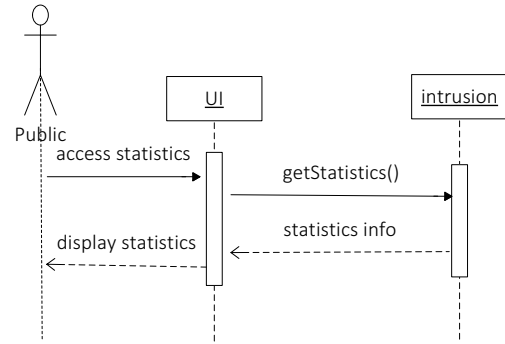 UI
intrusion
Public
access statistics
getStatistics()
statistics info
display statistics